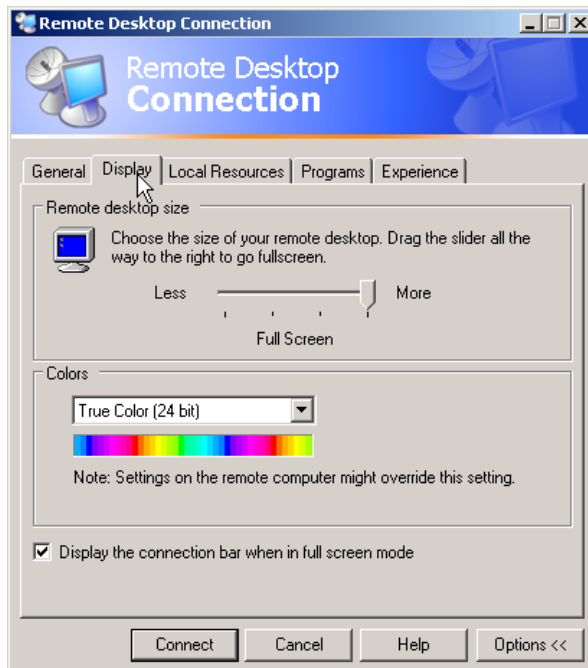 Remote Desktop Connection
Remote Desktop
Connection
General Display Local Resources Programs Experience
Remote desktop size
Choose the size of your remote desktop. Drag the slider all the
way to the right to go fullscreen.
Less More
Full Screen
Colors
True Color (24 bit)
Note: Settings on the remote computer might override this setting.
Display the connection bar when in full screen mode
Connect Cancel Help Options <<